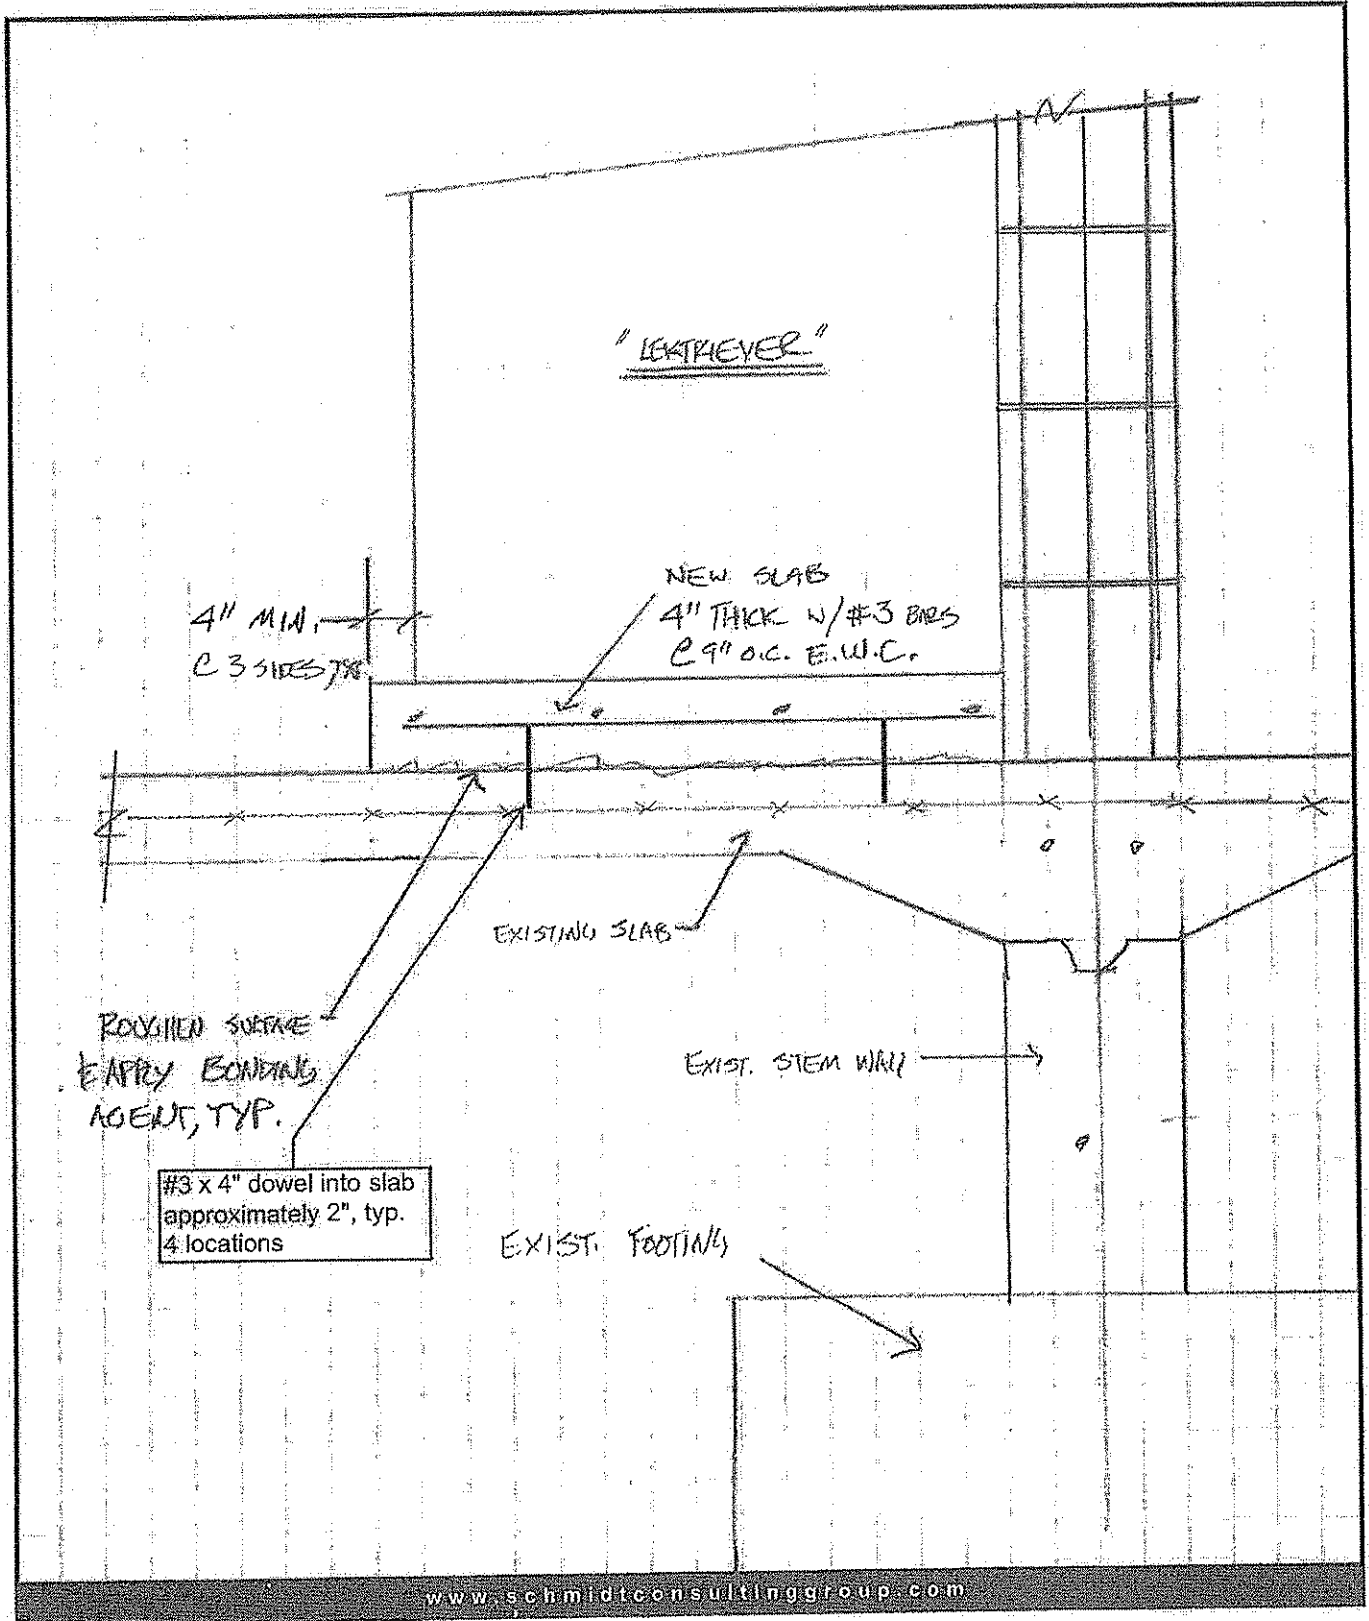 "LEKTRIEVER"
NEW SLAB
4" THICK W/#3 BARS
@ 9" O.C. E.W.C.
4" MIN.
@ 3 SIDES TYP.
EXISTING SLAB
ROUGHEN SURFACE
& APPLY BONDING
AGENT, TYP.
EXIST. STEM WALL
#3 x 4" dowel into slab
approximately 2", typ.
4 locations
EXIST. FOOTING
www.schmidtconsultinggroup.com